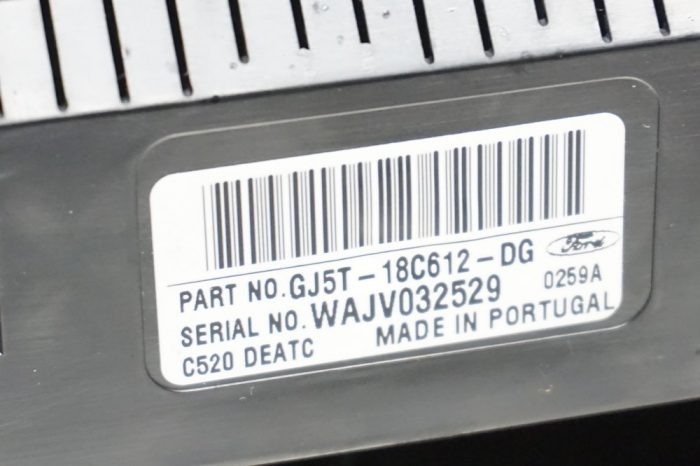 PART NO. GJ5T-18C612-DG Ford
SERIAL NO. WAJV032529 0259A
C520 DEATC MADE IN PORTUGAL